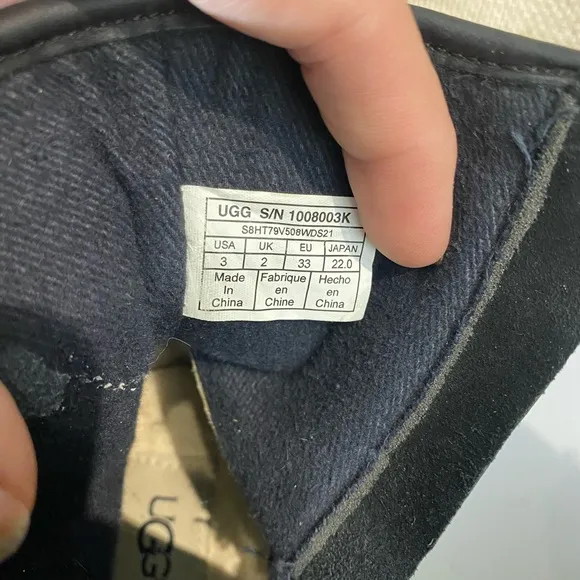 UGG S/N 1008003K
S8HT79V508WDS21
USA UK EU JAPAN
3 2 33 22.0
Made Fabrique Hecho
In en en
China Chine China
UGG